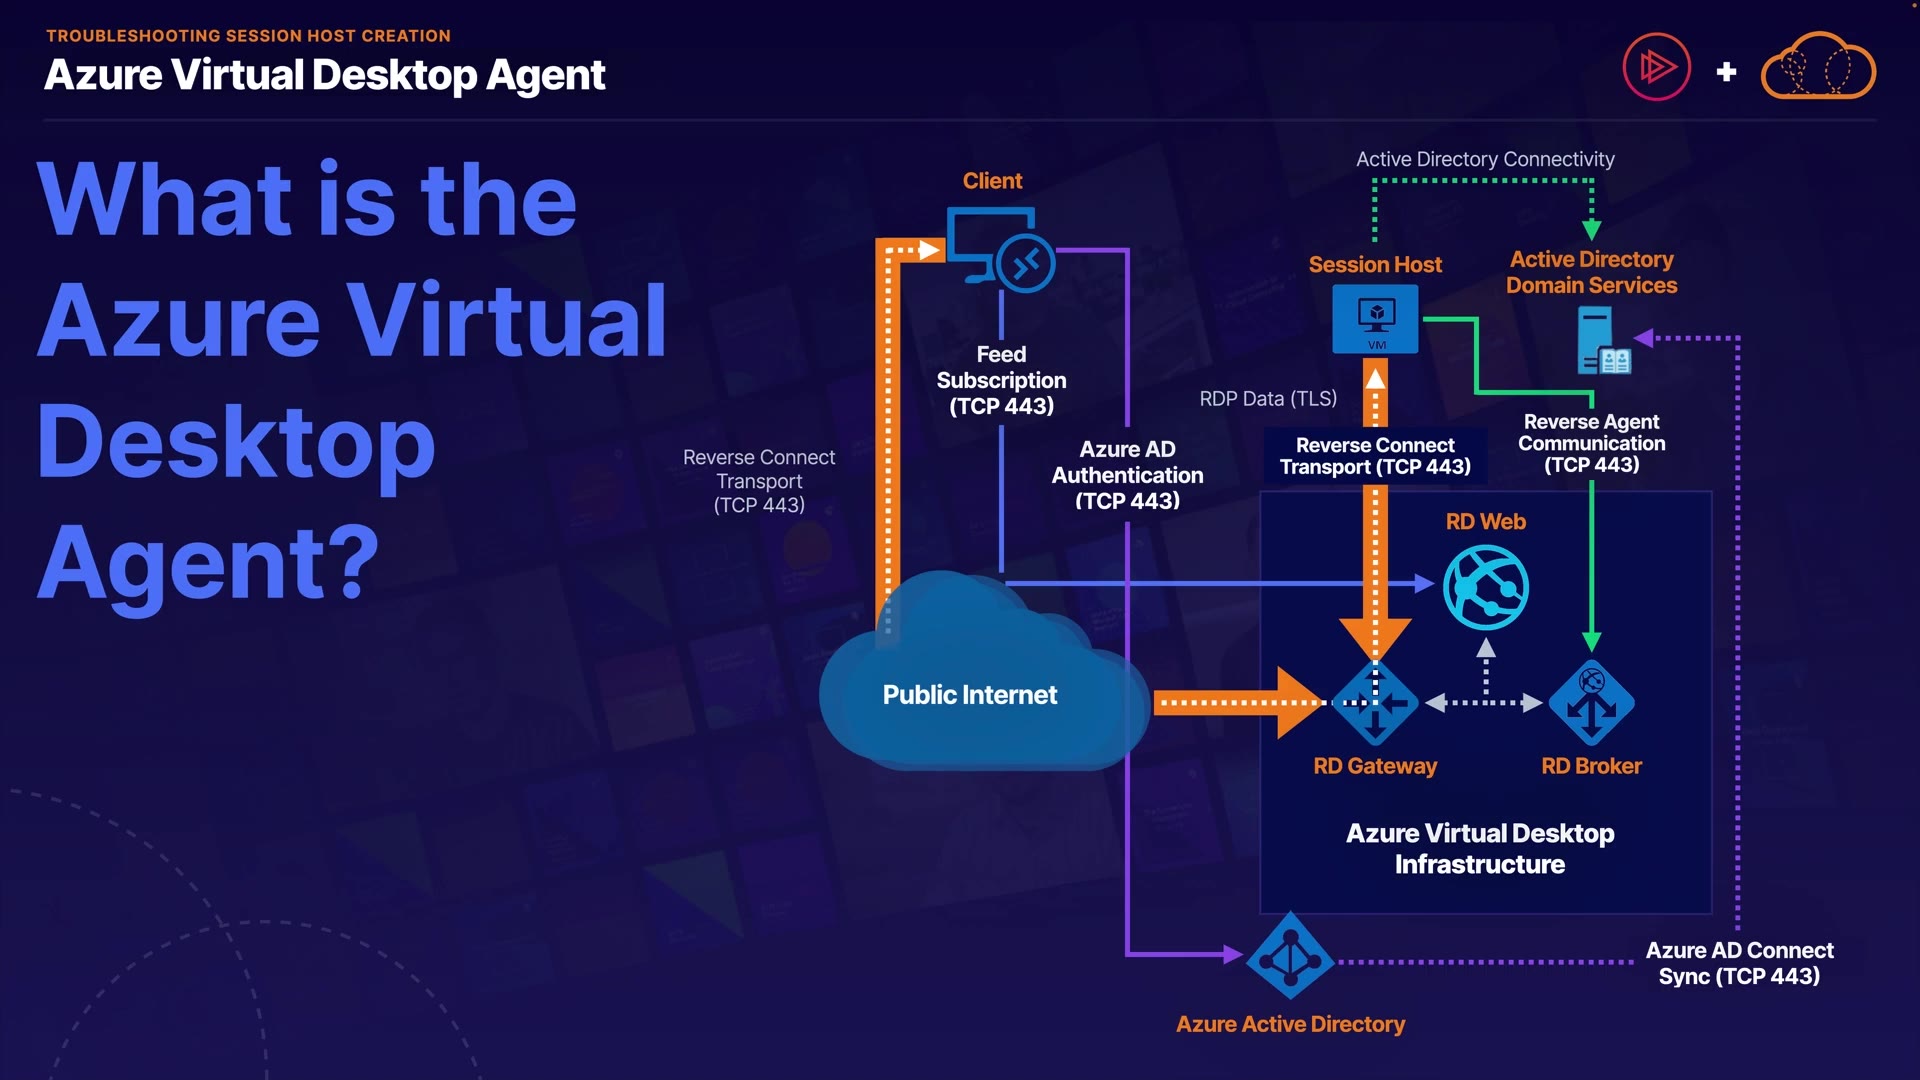 TROUBLESHOOTING SESSION HOST CREATION
Azure Virtual Desktop Agent
What is the
Azure Virtual
Desktop
Agent?
Client
Feed
Subscription
(TCP 443)
Reverse Connect
Transport
(TCP 443)
Azure AD
Authentication
(TCP 443)
Public Internet
Active Directory Connectivity
Session Host
VM
Active Directory
Domain Services
RDP Data (TLS)
Reverse Connect
Transport (TCP 443)
Reverse Agent
Communication
(TCP 443)
RD Web
RD Gateway
RD Broker
Azure Virtual Desktop
Infrastructure
Azure AD Connect
Sync (TCP 443)
Azure Active Directory